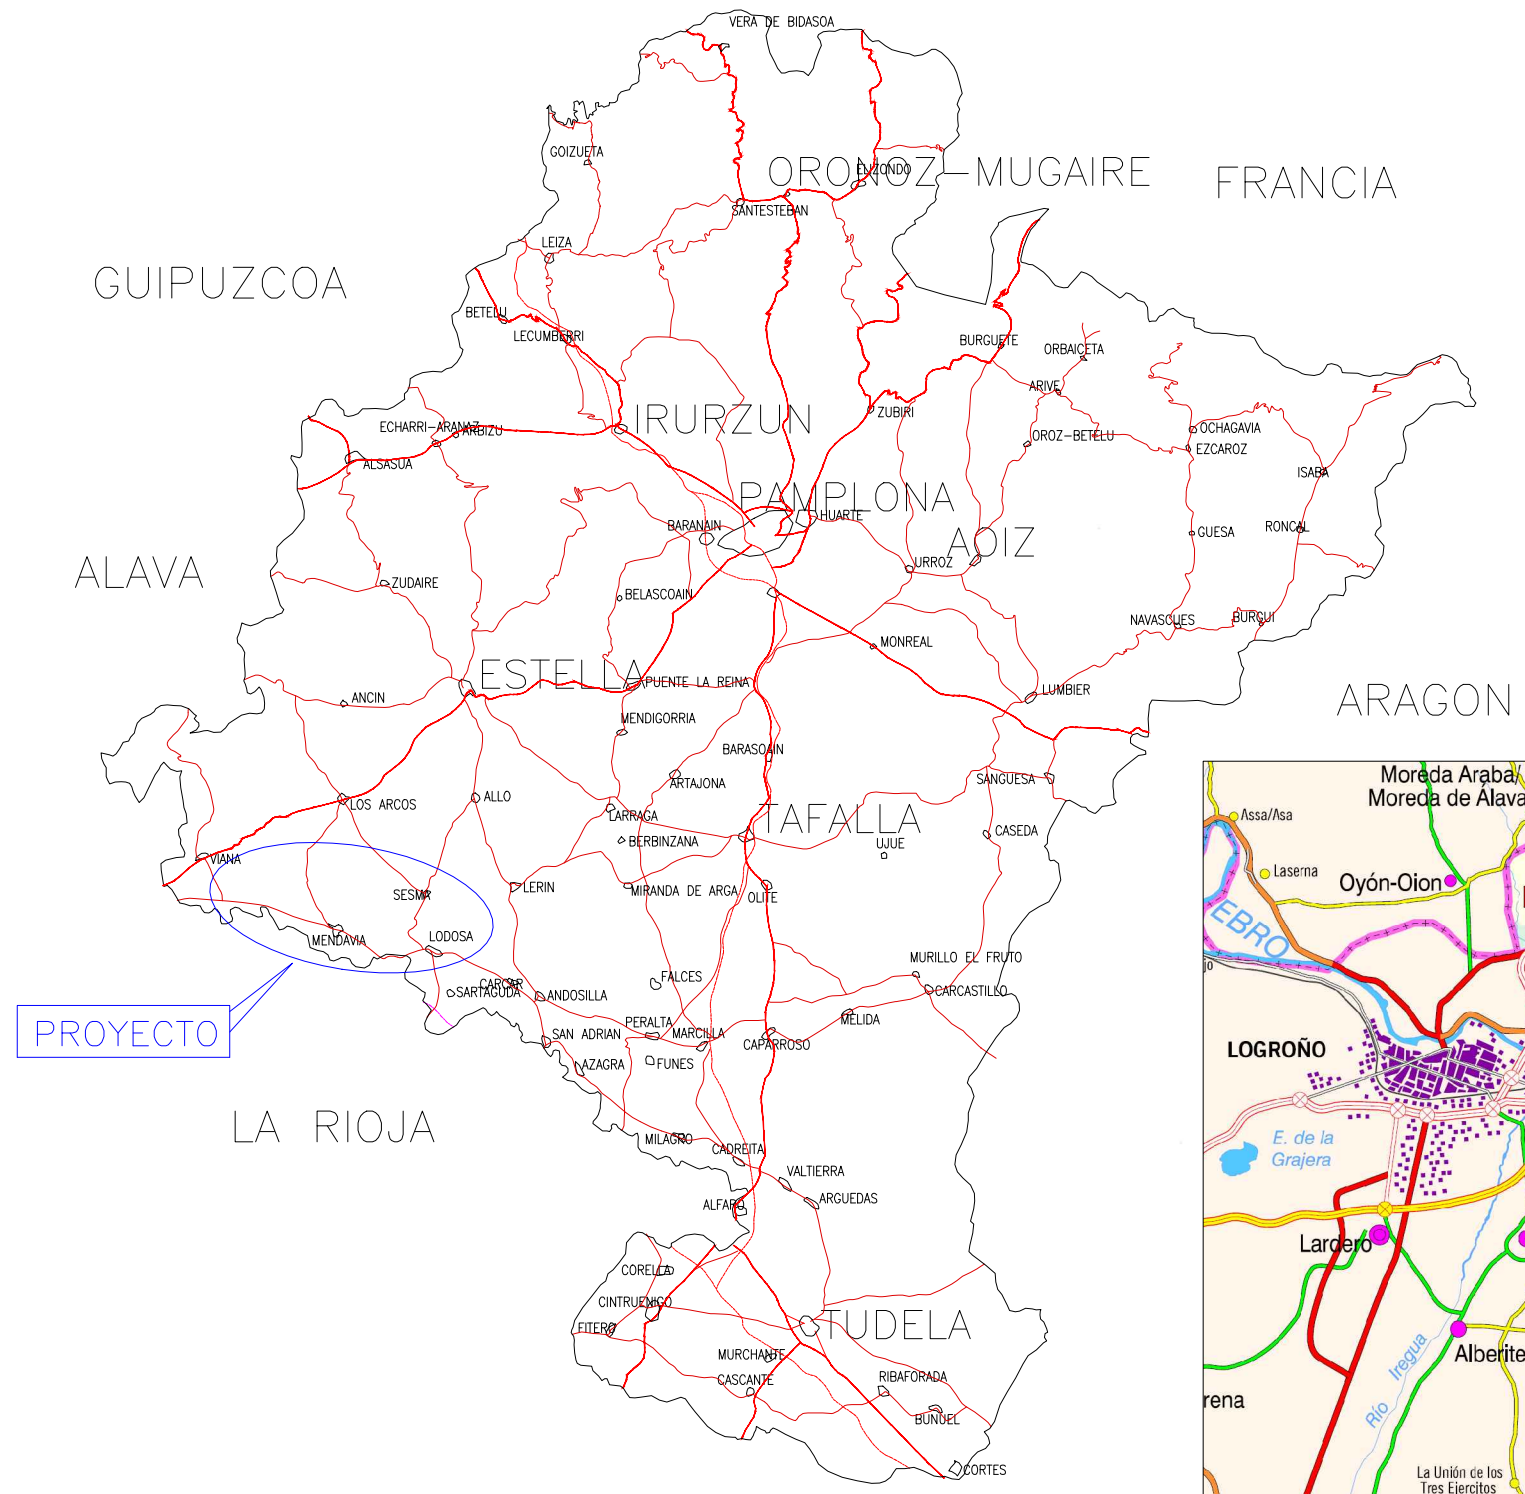 VERA DE BIDASOA
GOIZUETA
ORONOZ-MUGAIRE
ELIZONDO
FRANCIA
SANTESTEBAN
LEIZA
GUIPUZCOA
BETELU
LECUMBERRI
BURGUETE
ORBAICETA
ARIVE
ZUBIRI
IRURZUN
ECHARRI-ARANAZ
ARBIZU
OROZ-BETELU
OCHAGAVIA
EZCAROZ
ALSASUA
ISABA
PAMPLONA
HUARTE
BARANAIN
AOIZ
GUESA
RONCAL
ALAVA
ZUDAIRE
URROZ
BELASCOAIN
NAVASCUES
BURGUI
MONREAL
ESTELLA
PUENTE LA REINA
LUMBIER
ANCIN
ARAGON
MENDIGORRIA
BARASOAIN
ARTAJONA
SANGUESA
LOS ARCOS
ALLO
LARRAGA
TAFALLA
BERBINZANA
UJUE
CASEDA
VIANA
SESMA
LERIN
MIRANDA DE ARGA
OLITE
MENDAVIA
LODOSA
MURILLO EL FRUTO
SARTAGUDA
CARCAR
ANDOSILLA
FALCES
CARCASTILLO
PROYECTO
SAN ADRIAN
PERALTA
MARCILLA
MELIDA
CAPARROSO
AZAGRA
FUNES
LA RIOJA
MILAGRO
CADREITA
VALTIERRA
ALFARO
ARGUEDAS
CORELLA
CINTRUENIGO
FITERO
TUDELA
MURCHANTE
CASCANTE
RIBAFORADA
BUÑUEL
CORTES
Moreda Araba/
Moreda de Álava
Assa/Asa
Laserna
Oyón-Oion
EBRO
jo
LOGROÑO
E. de la
Grajera
Lardero
Río Iregua
Alberite
rena
La Unión de los
Tres Ejercitos